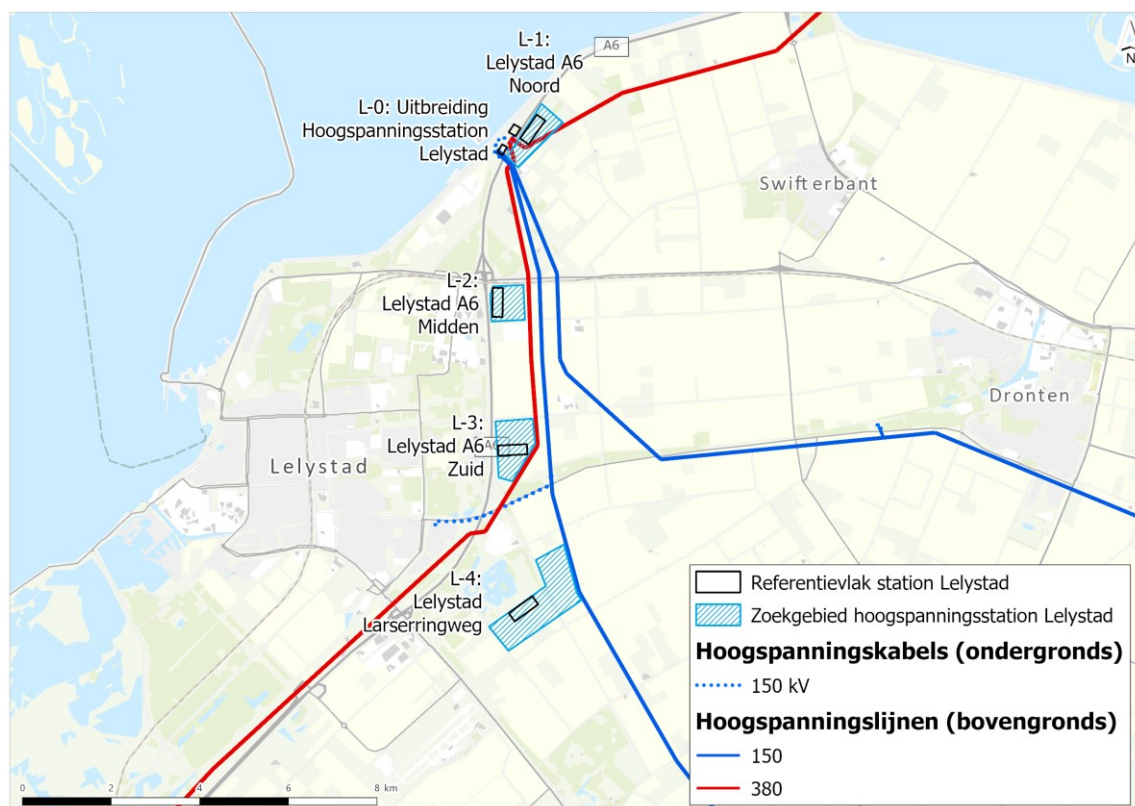 L-1:
Lelystad A6
Noord
A6
N
L-0: Uitbreiding
Hoogspanningsstation
Lelystad
Swifterbant
L-2:
Lelystad A6
Midden
Dronten
L-3:
Lelystad A6
Zuid
A6
Lelystad
L-4:
Lelystad
Larserringweg
Referentievlak station Lelystad
Zoekgebied hoogspanningsstation Lelystad
Hoogspanningskabels (ondergronds)
150 kV
Hoogspanningslijnen (bovengronds)
150
380
0 2 4 6 8 km